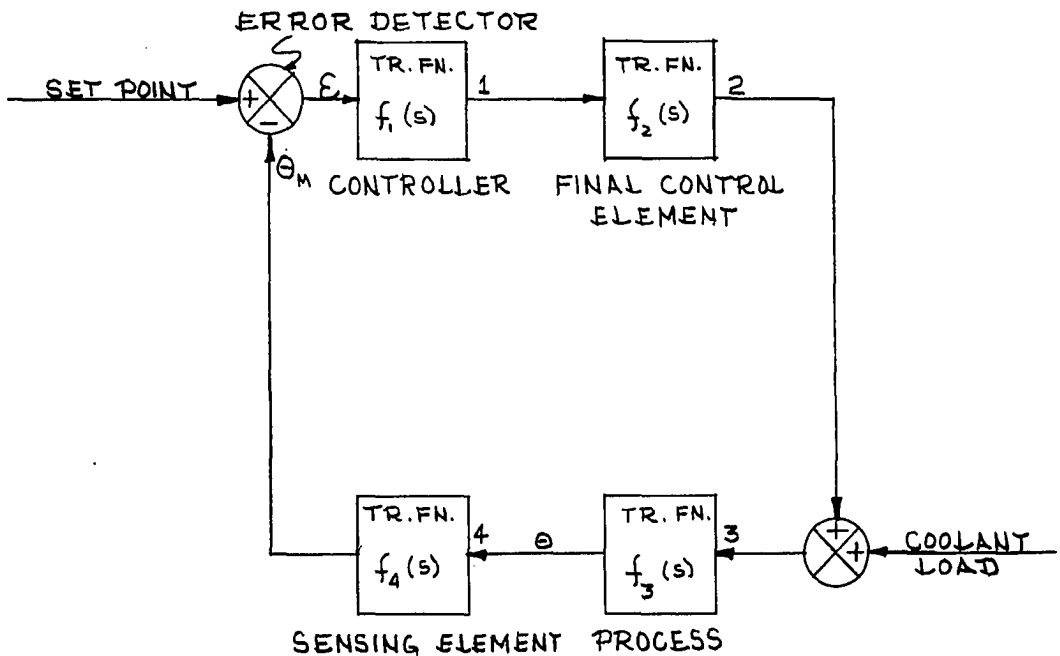 ERROR DETECTOR
SET POINT
+
−
ε
TR. FN.
f₁(s)
1
TR. FN.
f₂(s)
2
θM
CONTROLLER
FINAL CONTROL
ELEMENT
TR. FN.
f₄(s)
4
θ
TR. FN.
f₃(s)
3
+
+
COOLANT
LOAD
SENSING ELEMENT
PROCESS